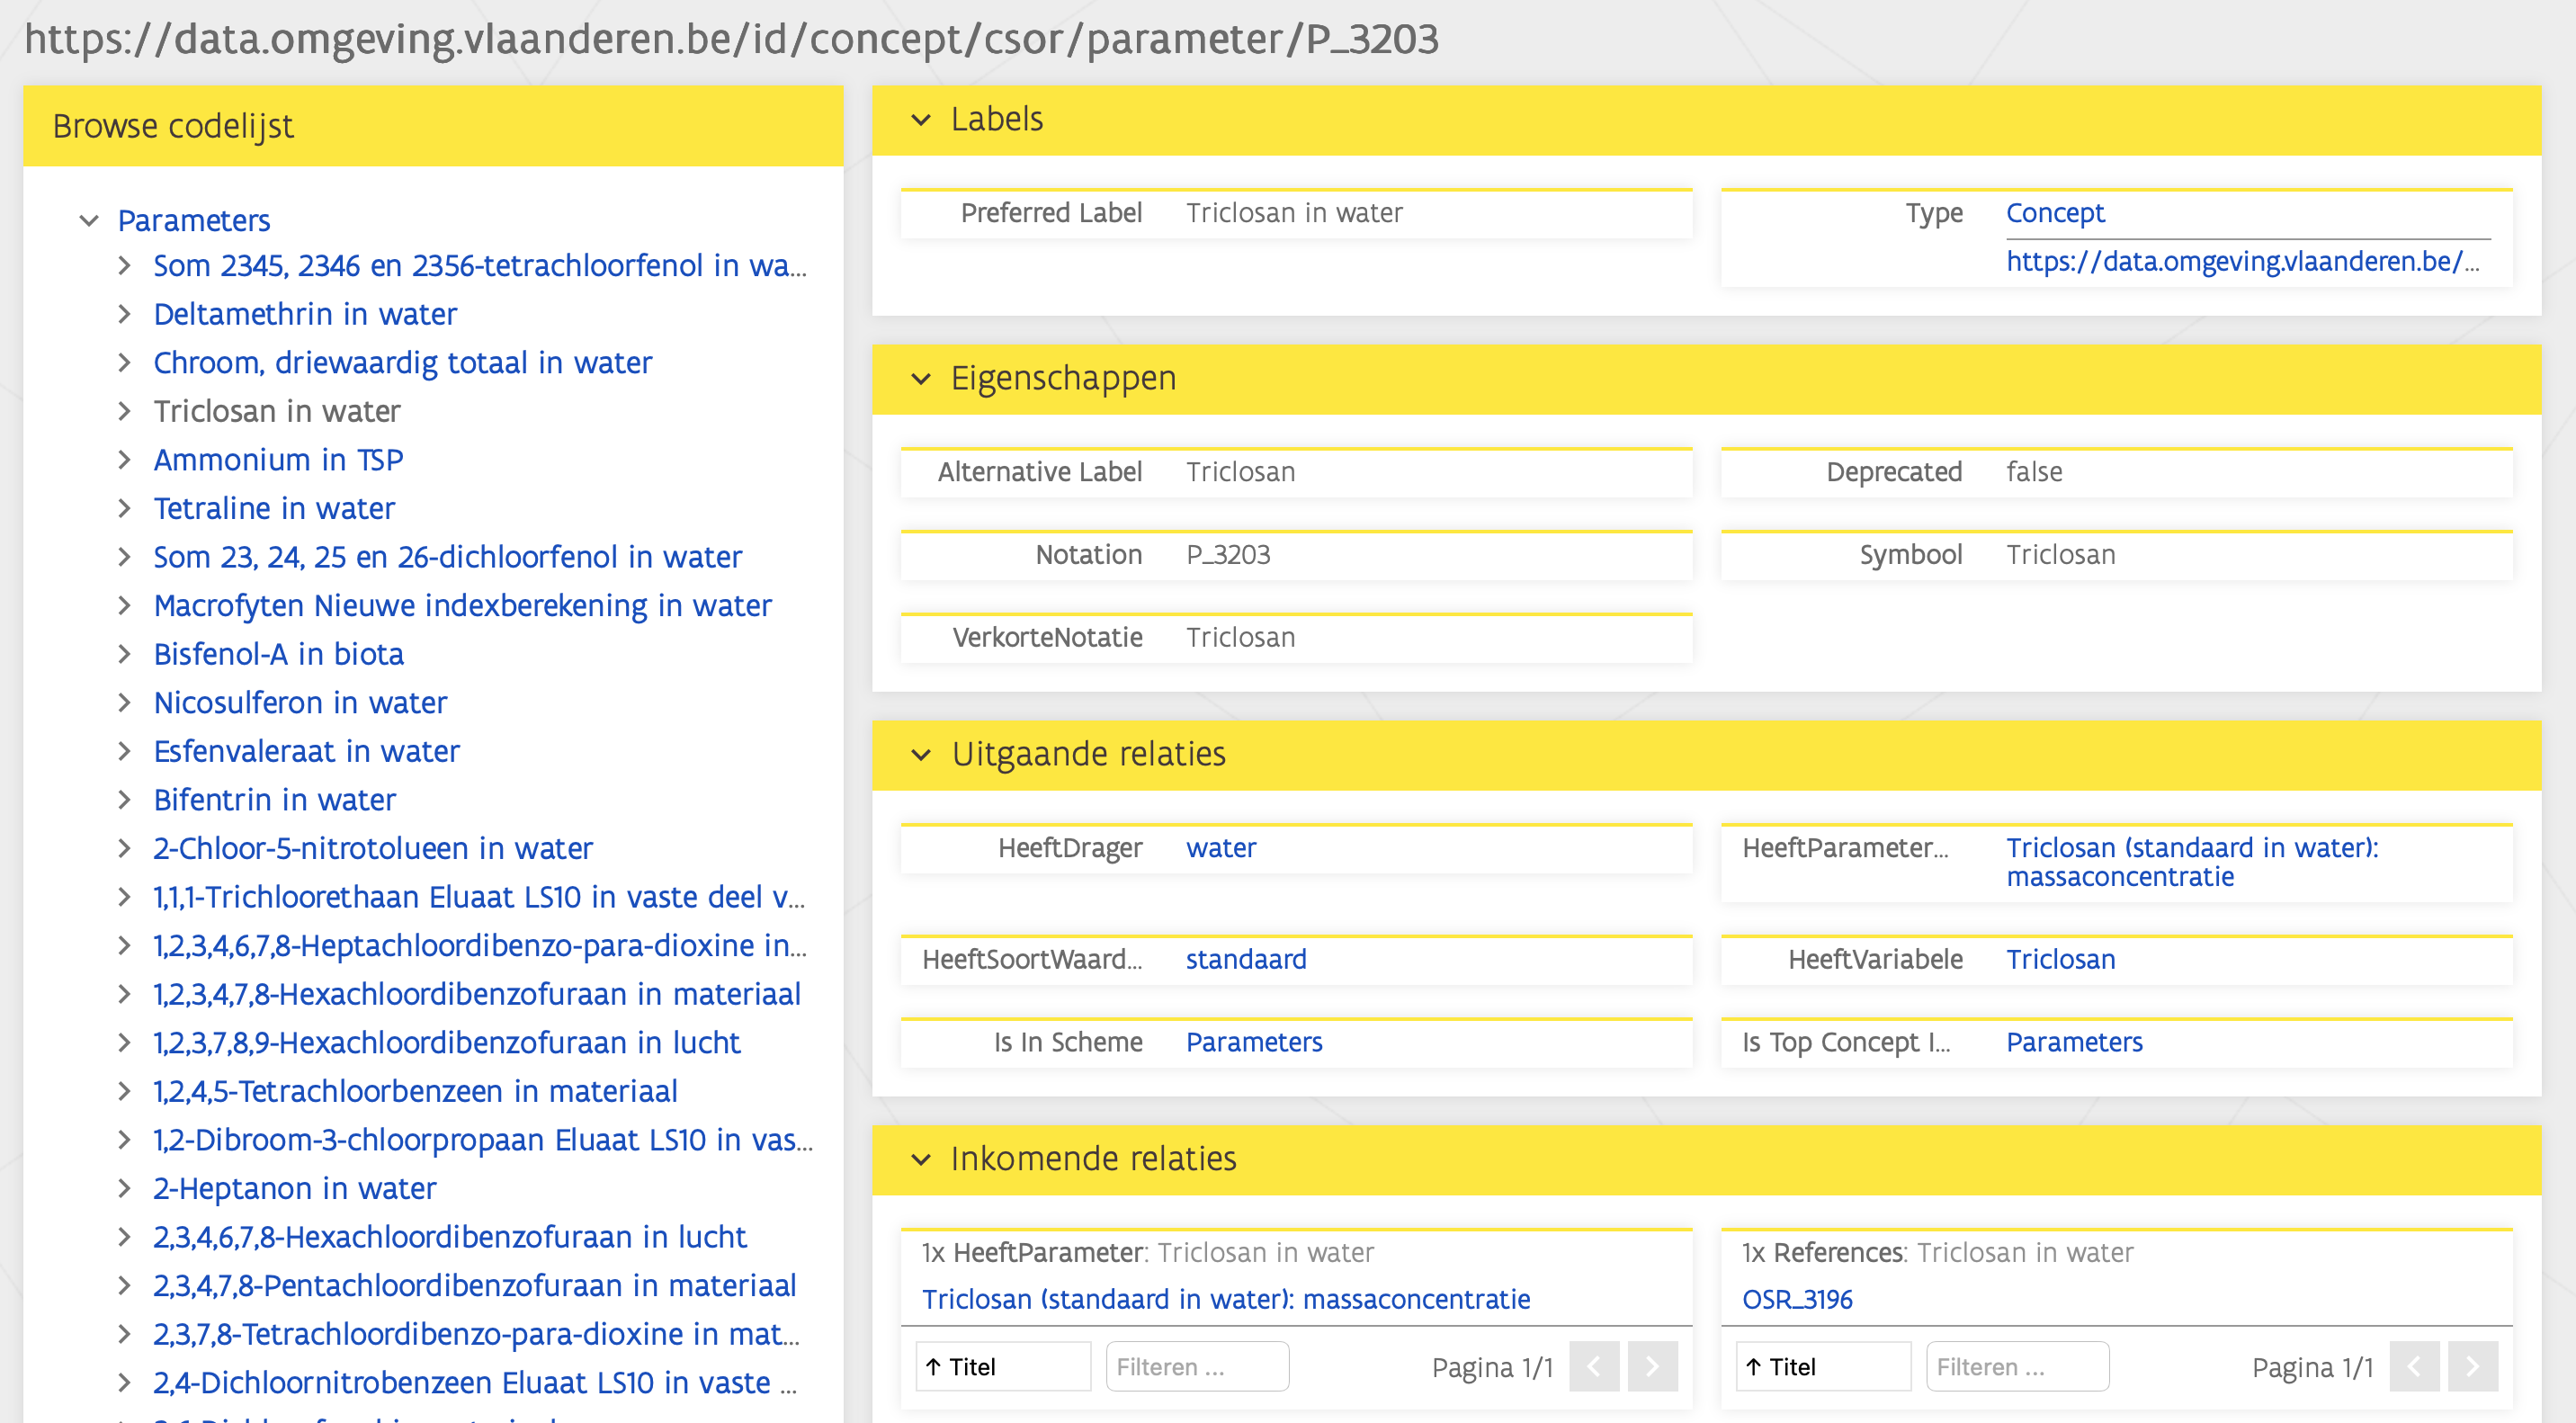 https://data.omgeving.vlaanderen.be/id/concept/csor/parameter/P_3203
Browse codelijst
Parameters
Som 2345, 2346 en 2356-tetrachloorfenol in wa...
Deltamethrin in water
Chroom, driewaardig totaal in water
Triclosan in water
Ammonium in TSP
Tetraline in water
Som 23, 24, 25 en 26-dichloorfenol in water
Macrofyten Nieuwe indexberekening in water
Bisfenol-A in biota
Nicosulferon in water
Esfenvaleraat in water
Bifentrin in water
2-Chloor-5-nitrotolueen in water
1,1,1-Trichloorethaan Eluaat LS10 in vaste deel v...
1,2,3,4,6,7,8-Heptachloordibenzo-para-dioxine in...
1,2,3,4,7,8-Hexachloordibenzofuraan in materiaal
1,2,3,7,8,9-Hexachloordibenzofuraan in lucht
1,2,4,5-Tetrachloorbenzeen in materiaal
1,2-Dibroom-3-chloorpropaan Eluaat LS10 in vas...
2-Heptanon in water
2,3,4,6,7,8-Hexachloordibenzofuraan in lucht
2,3,4,7,8-Pentachloordibenzofuraan in materiaal
2,3,7,8-Tetrachloordibenzo-para-dioxine in mat...
2,4-Dichloornitrobenzeen Eluaat LS10 in vaste ...
Labels
Preferred Label Triclosan in water
Type Concept
https://data.omgeving.vlaanderen.be/...
Eigenschappen
Alternative Label Triclosan
Deprecated false
Notation P_3203
Symbool Triclosan
VerkorteNotatie Triclosan
Uitgaande relaties
HeeftDrager water
HeeftParameter... Triclosan (standaard in water):
massaconcentratie
HeeftSoortWaard... standaard
HeeftVariabele Triclosan
Is In Scheme Parameters
Is Top Concept I... Parameters
Inkomende relaties
1x HeeftParameter: Triclosan in water
Triclosan (standaard in water): massaconcentratie
↑ Titel Filteren ... Pagina 1/1
1x References: Triclosan in water
OSR_3196
↑ Titel Filteren ... Pagina 1/1